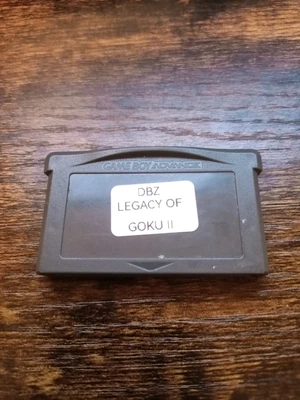 GAME BOY ADVANCE
DBZ
LEGACY OF
GOKU II